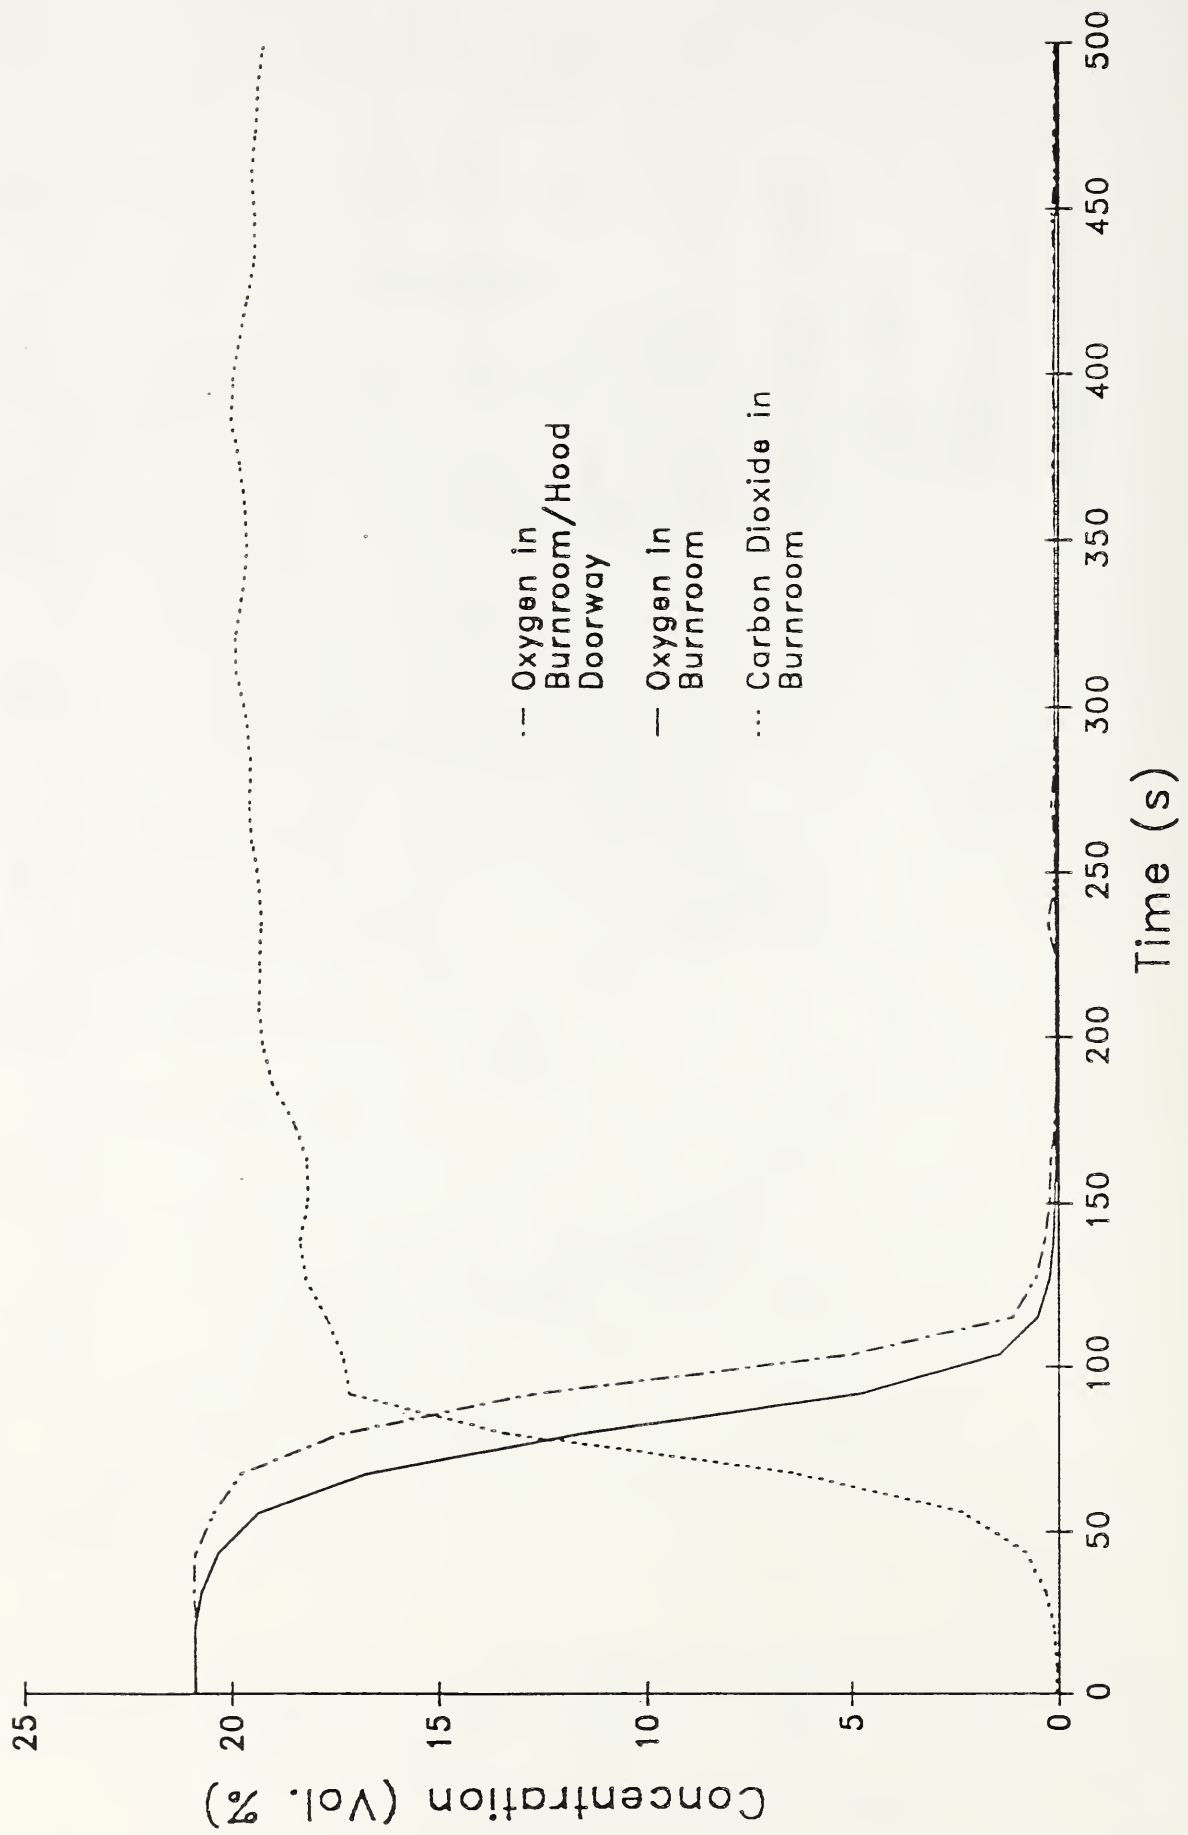 25
20
15
10
5
0
Concentration (Vol. %)
0
50
100
150
200
250
300
350
400
450
500
Time (s)
·— Oxygen in
Burnroom/Hood
Doorway
— Oxygen in
Burnroom
··· Carbon Dioxide in
Burnroom